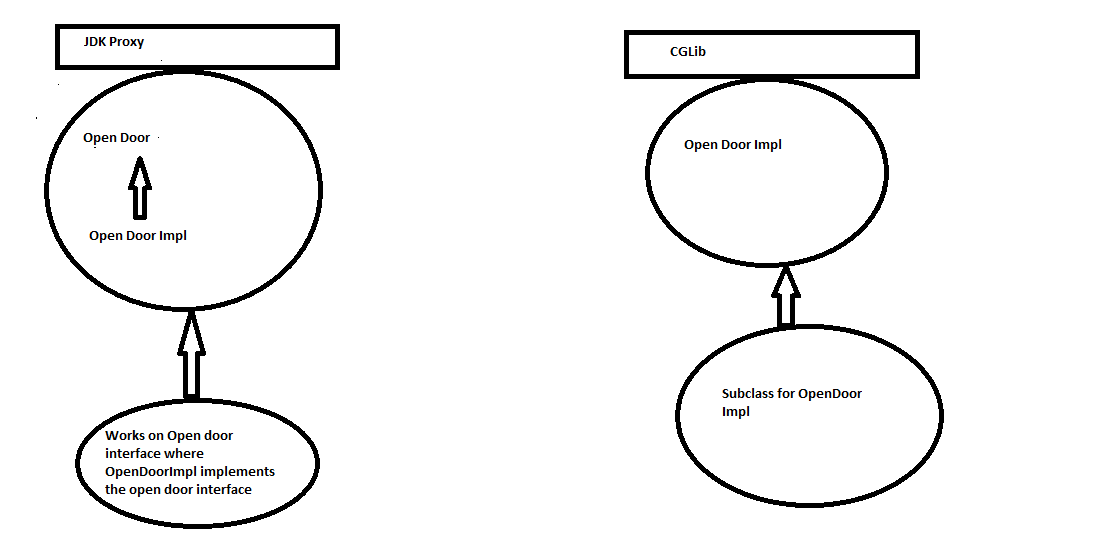 JDK Proxy
Open Door
Open Door Impl
Works on Open door
interface where
OpenDoorImpl implements
the open door interface
CGLib
Open Door Impl
Subclass for OpenDoor
Impl